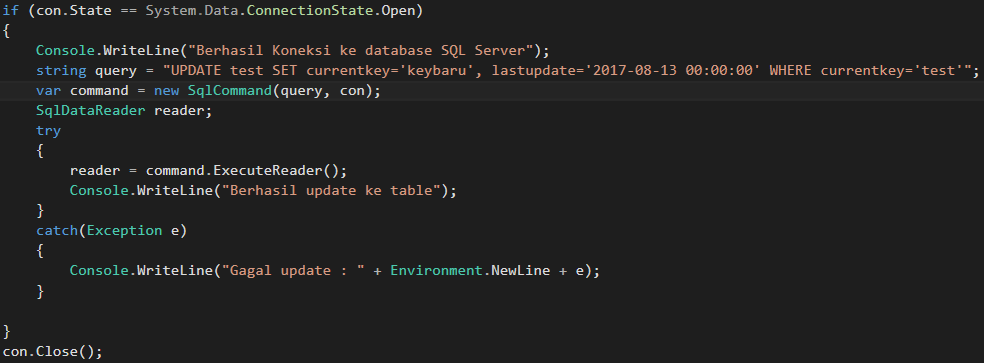 if (con.State == System.Data.ConnectionState.Open)
{
    Console.WriteLine("Berhasil Koneksi ke database SQL Server");
    string query = "UPDATE test SET currentkey='keybaru', lastupdate='2017-08-13 00:00:00' WHERE currentkey='test'";
    var command = new SqlCommand(query, con);
    SqlDataReader reader;
    try
    {
        reader = command.ExecuteReader();
        Console.WriteLine("Berhasil update ke table");
    }
    catch(Exception e)
    {
        Console.WriteLine("Gagal update : " + Environment.NewLine + e);
    }
}
con.Close();